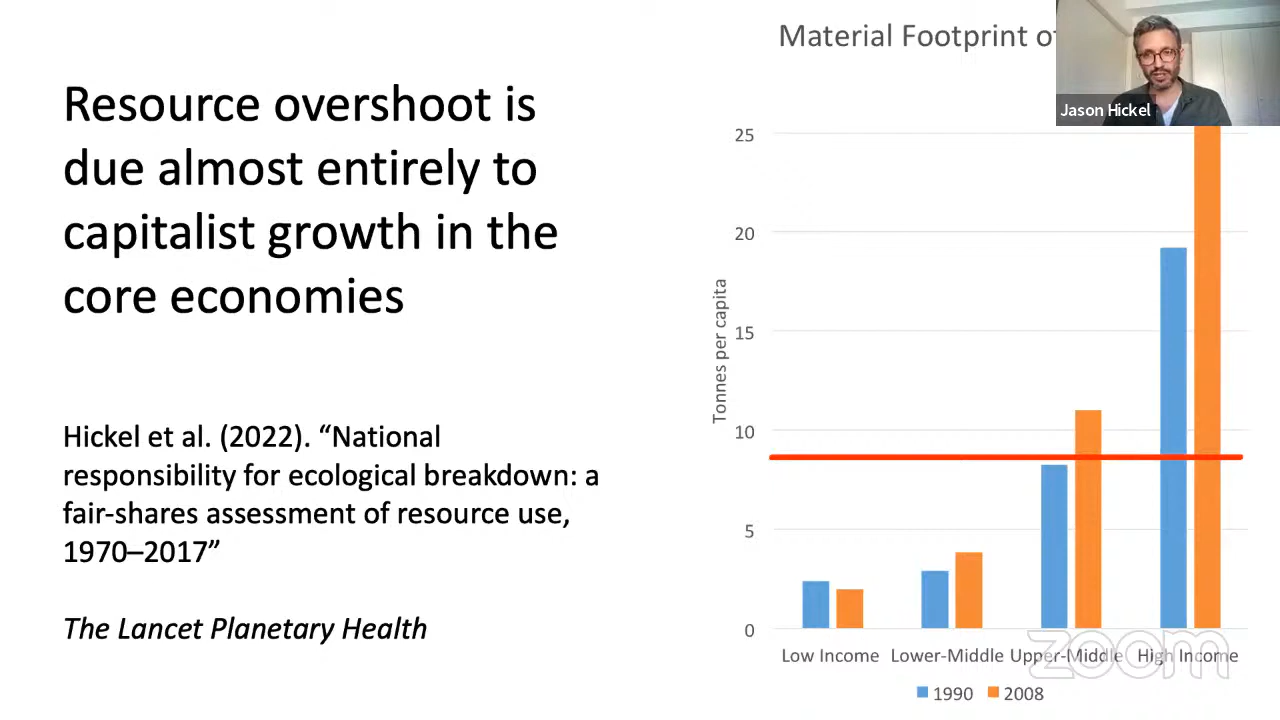 Resource overshoot is
due almost entirely to
capitalist growth in the
core economies
Hickel et al. (2022). “National
responsibility for ecological breakdown: a
fair-shares assessment of resource use,
1970–2017”
The Lancet Planetary Health
Material Footprint of
Jason Hickel
Tonnes per capita
25
20
15
10
5
0
Low Income Lower-Middle Upper-Middle High Income
1990 2008
zoom